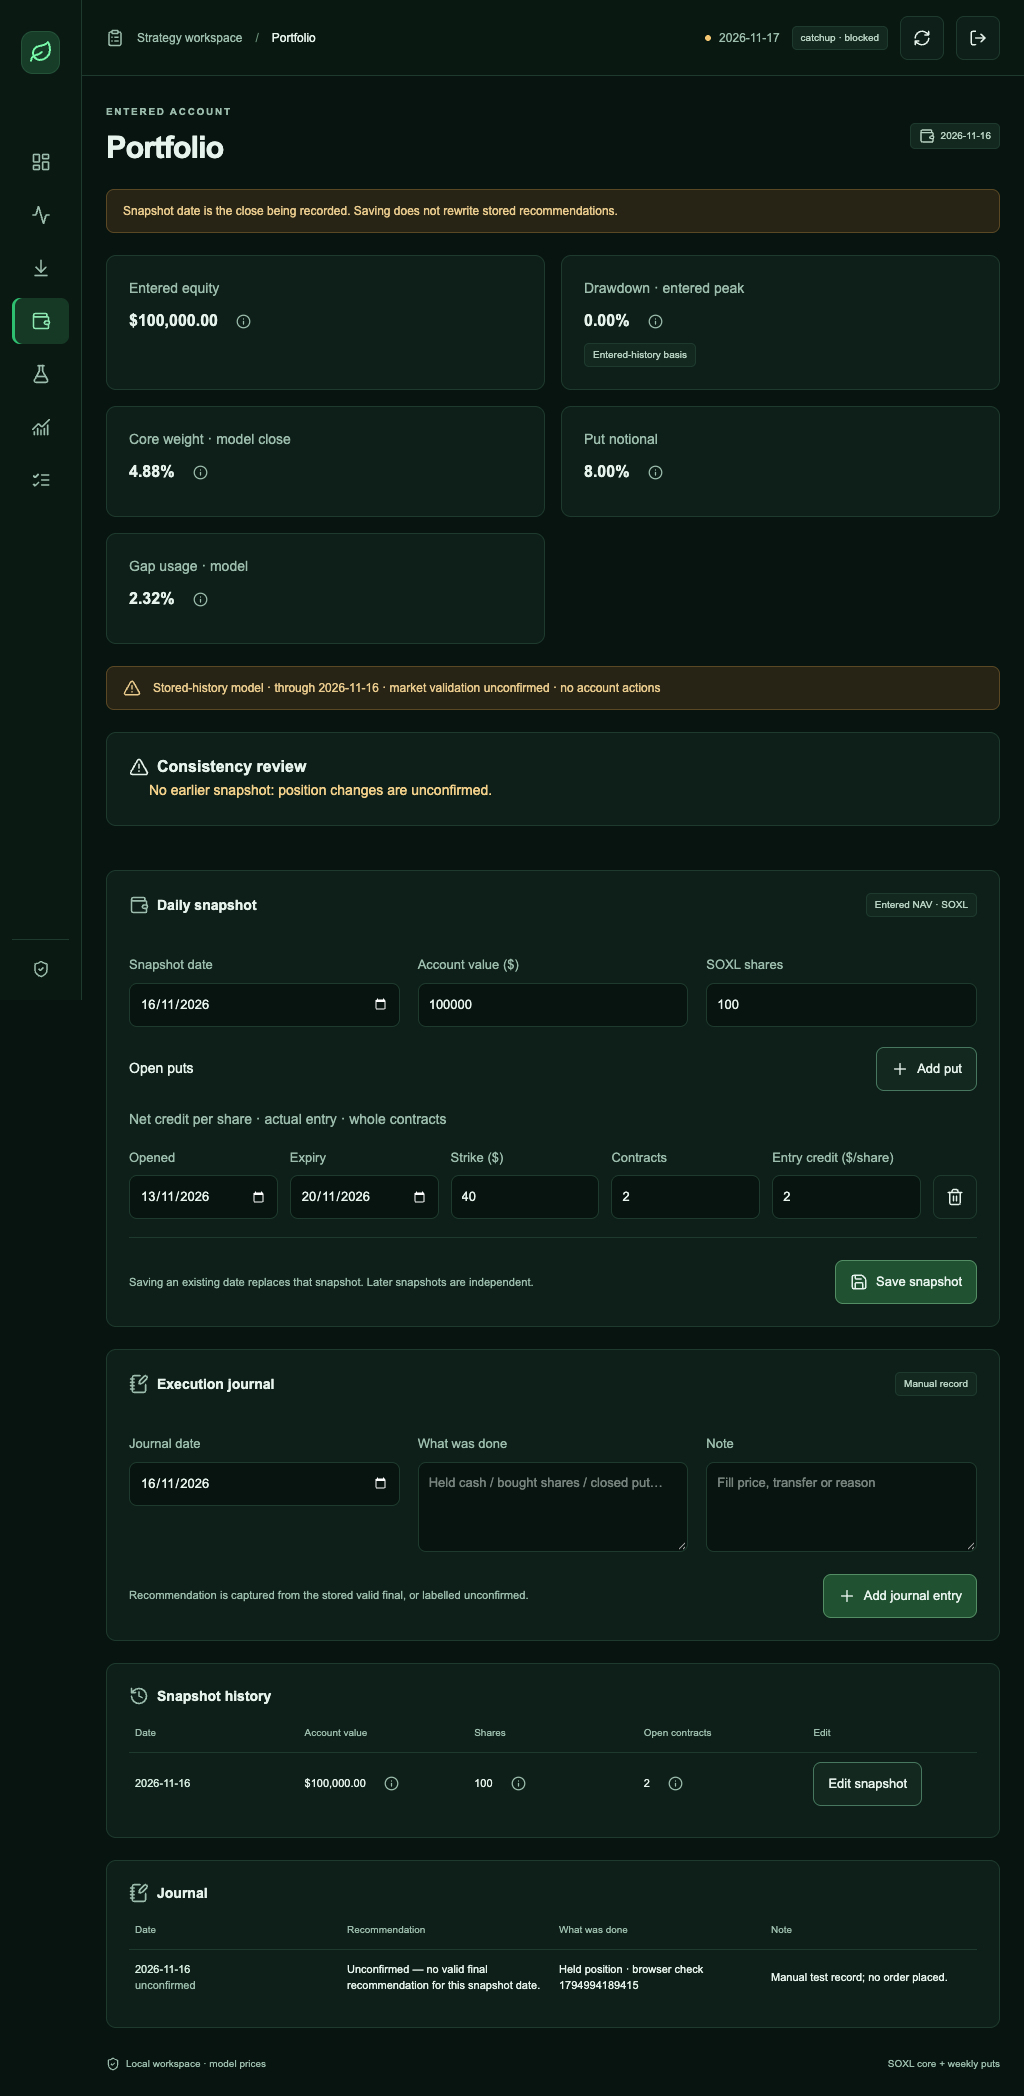 Strategy workspace / Portfolio
2026-11-17
catchup · blocked
ENTERED ACCOUNT
Portfolio
2026-11-16
Snapshot date is the close being recorded. Saving does not rewrite stored recommendations.
Entered equity
$100,000.00
Drawdown · entered peak
0.00%
Entered-history basis
Core weight · model close
4.88%
Put notional
8.00%
Gap usage · model
2.32%
Stored-history model · through 2026-11-16 · market validation unconfirmed · no account actions
Consistency review
No earlier snapshot: position changes are unconfirmed.
Daily snapshot
Entered NAV · SOXL
Snapshot date
Account value ($)
SOXL shares
16/11/2026
100000
100
Open puts
Add put
Net credit per share · actual entry · whole contracts
Opened
Expiry
Strike ($)
Contracts
Entry credit ($/share)
13/11/2026
20/11/2026
40
2
2
Saving an existing date replaces that snapshot. Later snapshots are independent.
Save snapshot
Execution journal
Manual record
Journal date
What was done
Note
16/11/2026
Held cash / bought shares / closed put...
Fill price, transfer or reason
Recommendation is captured from the stored valid final, or labelled unconfirmed.
Add journal entry
Snapshot history
Date
Account value
Shares
Open contracts
Edit
2026-11-16
$100,000.00
100
2
Edit snapshot
Journal
Date
Recommendation
What was done
Note
2026-11-16
unconfirmed
Unconfirmed — no valid final
recommendation for this snapshot date.
Held position · browser check
1794994189415
Manual test record; no order placed.
Local workspace · model prices
SOXL core + weekly puts